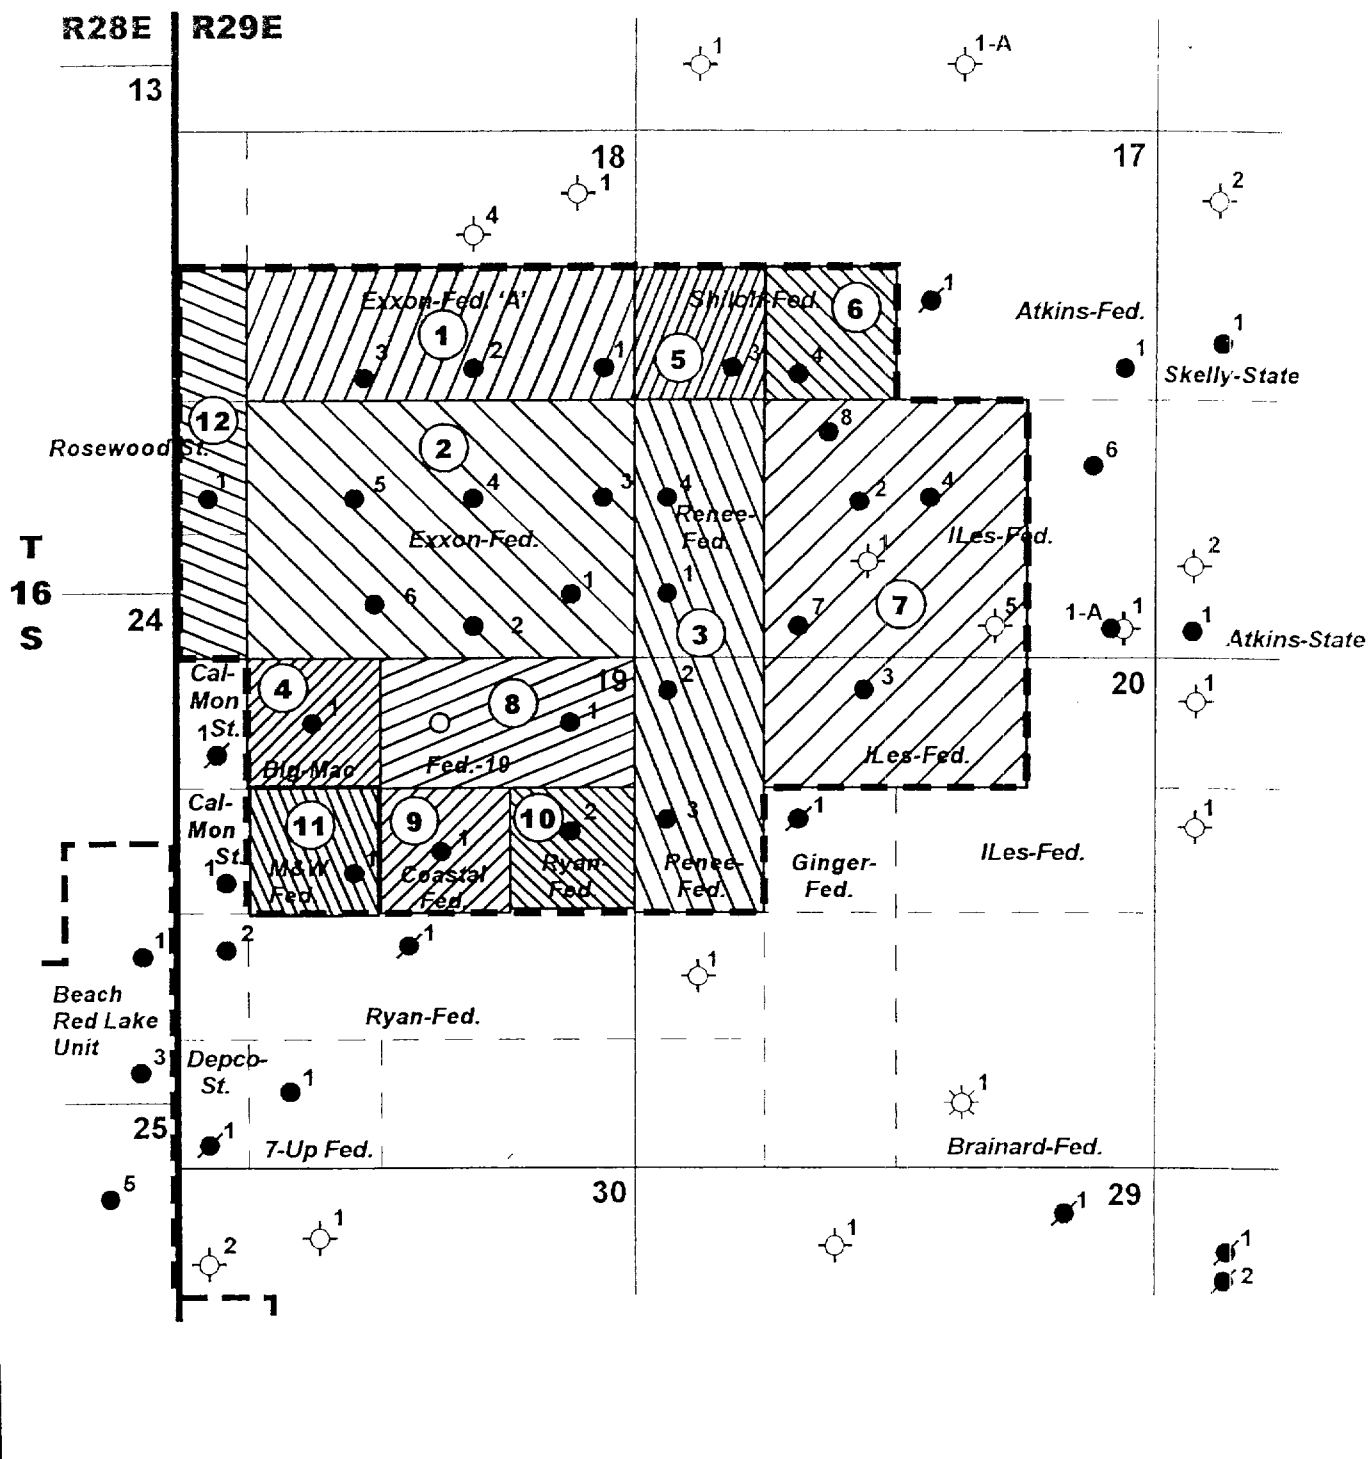 R28E R29E
1
1-A
13
18
17
1
2
4
Exxon-Fed. 'A'
Shiloh-Fed.
6
1
Atkins-Fed.
1
3
2
1
5
3
4
1
1
Skelly-State
12
2
8
Rosewood St.
6
1
5
4
3
4
2
4
Renee-
Fed.
Exxon-Fed.
ILes-Fed.
T
16
S
1
2
6
1
1
7
24
2
3
7
5
1-A
1
1
Atkins-State
Cal-
Mon
St.
1
4
1
19
8
1
2
3
20
1
Big-Mac
Fed.-19
ILes-Fed.
Cal-
Mon
St.
1
11
1
M&W
Fed.
9
1
Coastal
Fed.
10
2
Ryan-
Fed.
3
Renee-
Fed.
1
Ginger-
Fed.
ILes-Fed.
1
1
2
1
1
Beach
Red Lake
Unit
Ryan-Fed.
3
Depco-
St.
1
1
25
1
7-Up Fed.
Brainard-Fed.
5
30
29
1
2
1
1
1
2